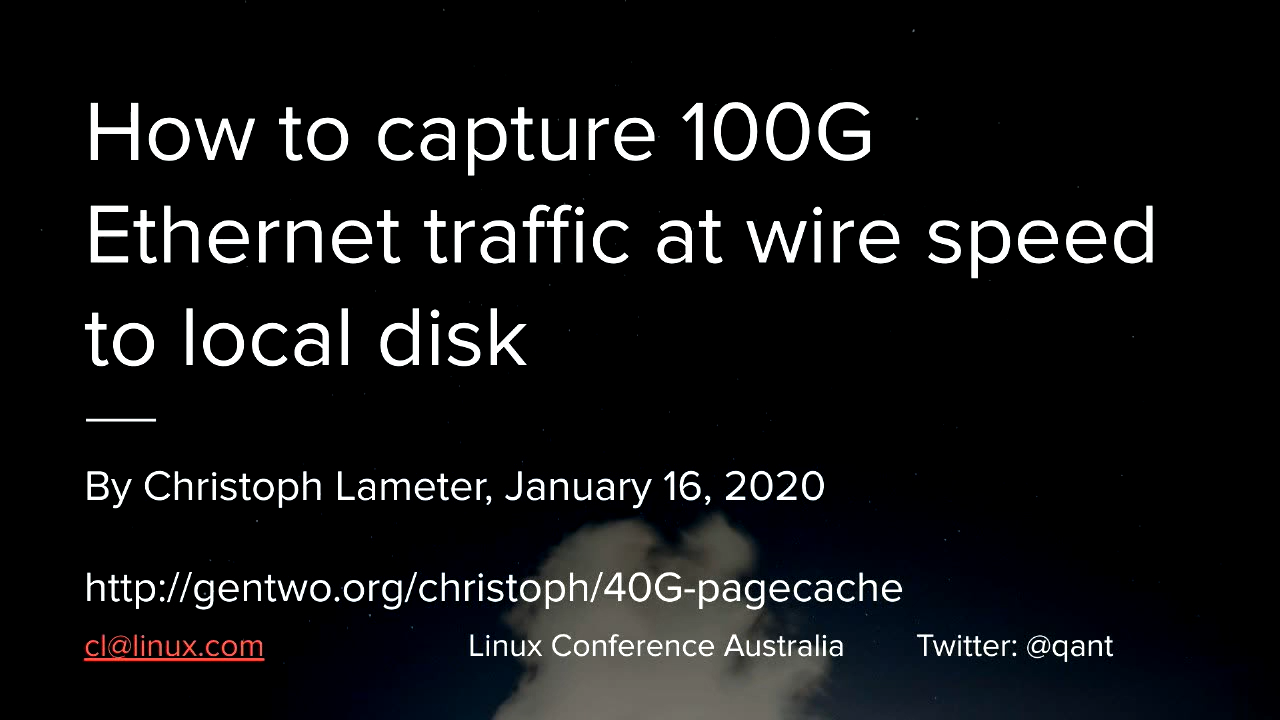 How to capture 100G
Ethernet traffic at wire speed
to local disk
By Christoph Lameter, January 16, 2020
http://gentwo.org/christoph/40G-pagecache
cl@linux.com Linux Conference Australia Twitter: @qant